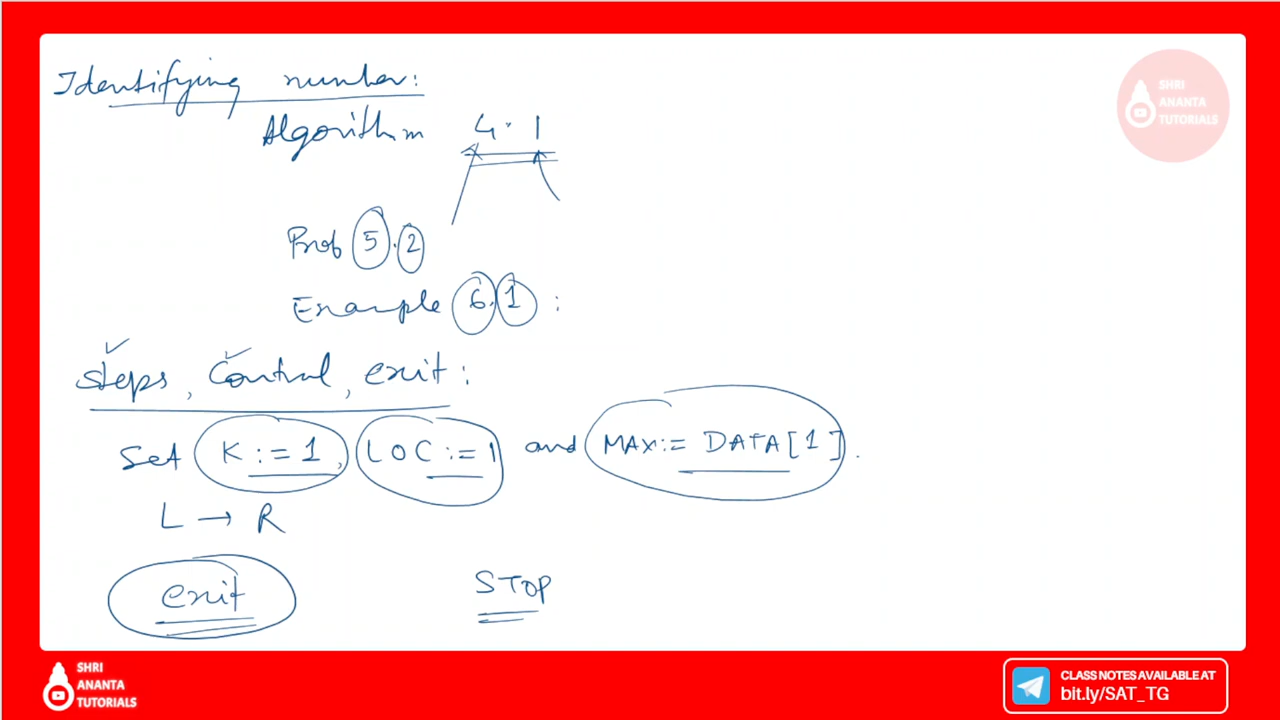 Identifying number:
Algorithm 4.1
Prob 5.2
Example 6.1 :
Steps, Control, exit :
Set K := 1, LOC := 1 and MAX := DATA[1].
L → R
exit STOP
SHRI
ANANTA
TUTORIALS
SHRI
ANANTA
TUTORIALS
CLASS NOTES AVAILABLE AT
bit.ly/SAT_TG